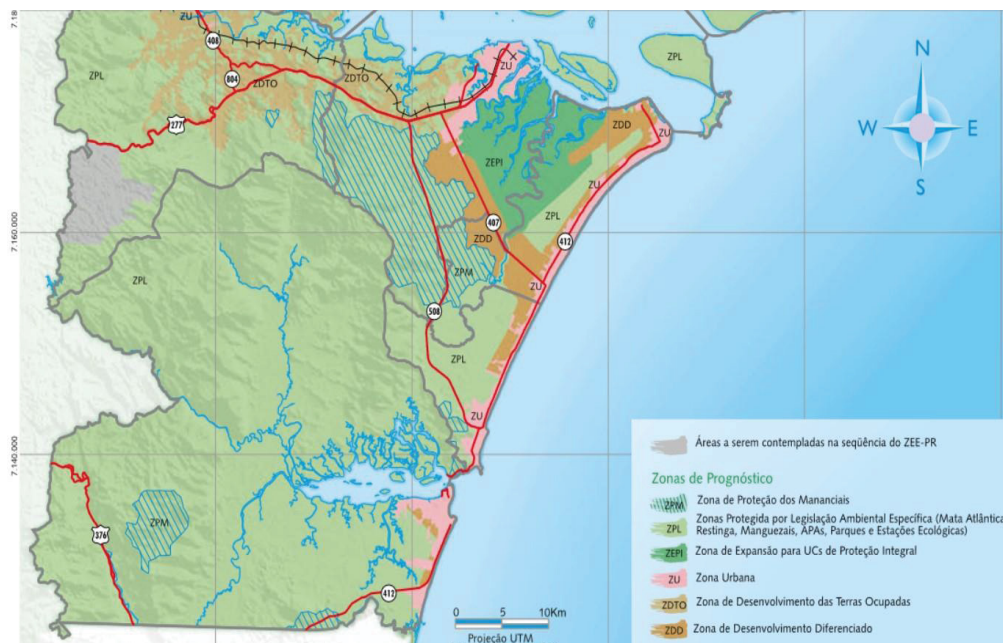 7.18
ZU
408
804
ZPL
ZDTO
ZDTO
277
ZU
ZPL
N
W
E
S
ZDD
ZU
ZEPI
ZU
ZPL
407
412
ZDD
7.160.000
ZPL
ZPM
508
ZPL
ZU
7.140.000
ZPM
376
412
0 5 10Km
Projeção UTM
Áreas a serem contempladas na seqüência do ZEE-PR
Zonas de Prognóstico
ZPM Zona de Proteção dos Mananciais
ZPL Zonas Protegida por Legislação Ambiental Específica (Mata Atlântica
Restinga, Manguezais, APAs, Parques e Estações Ecológicas)
ZEPI Zona de Expansão para UCs de Proteção Integral
ZU Zona Urbana
ZDTO Zona de Desenvolvimento das Terras Ocupadas
ZDD Zona de Desenvolvimento Diferenciado